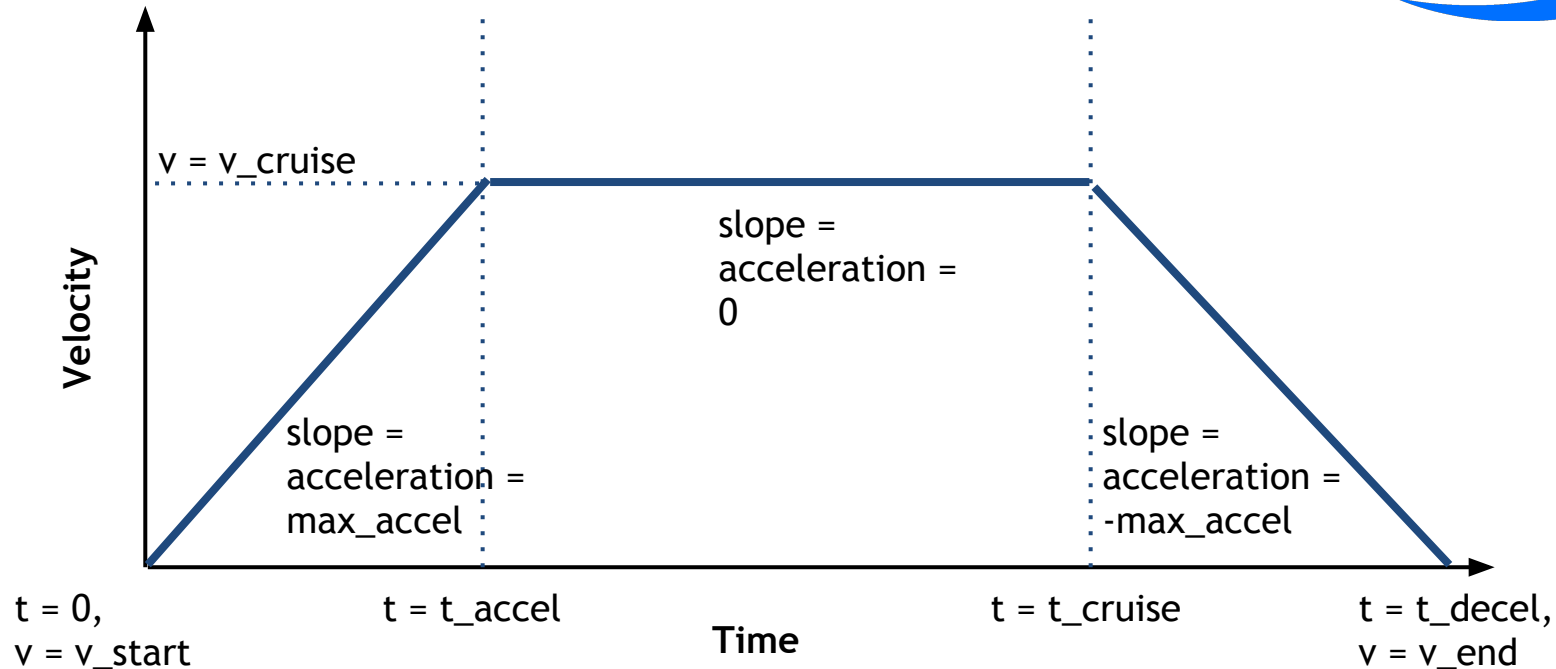 v = v_cruise
Velocity
slope =
acceleration =
0
slope =
acceleration =
max_accel
slope =
acceleration =
-max_accel
t = 0,
v = v_start
t = t_accel
Time
t = t_cruise
t = t_decel,
v = v_end